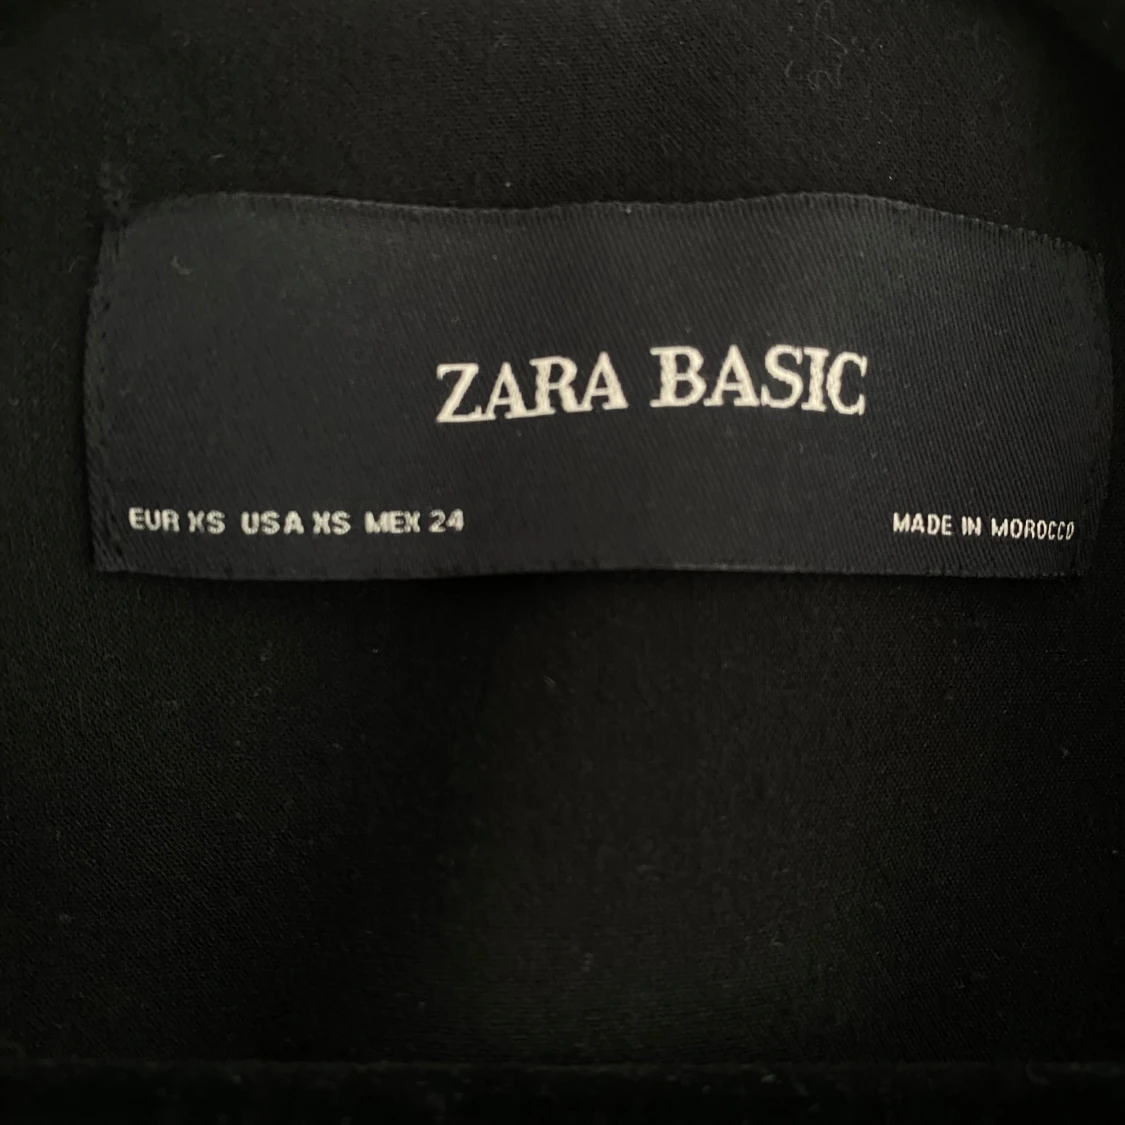 ZARA BASIC
EUR XS USA XS MEX 24
MADE IN MOROCCO